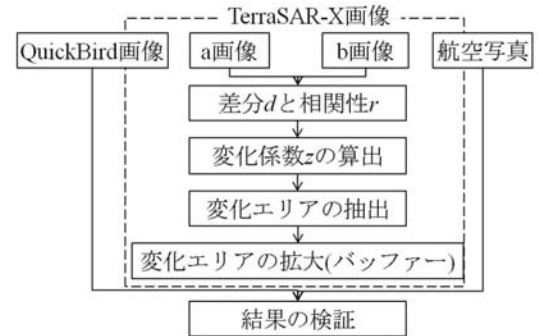 TerraSAR-X画像
QuickBird画像 a画像 b画像 航空写真
差分dと相関性r
変化係数zの算出
変化エリアの抽出
変化エリアの拡大(バッファー)
結果の検証